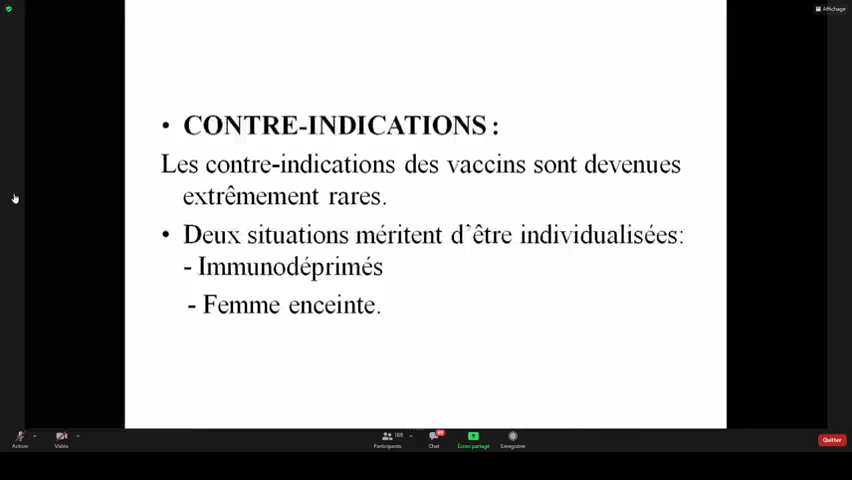 Affichage
• CONTRE-INDICATIONS :
Les contre-indications des vaccins sont devenues
extrêmement rares.
• Deux situations méritent d’être individualisées:
- Immunodéprimés
- Femme enceinte.
Activer
Vidéo
Participants
168
Chat
Écran partagé
Enregistrer
Quitter